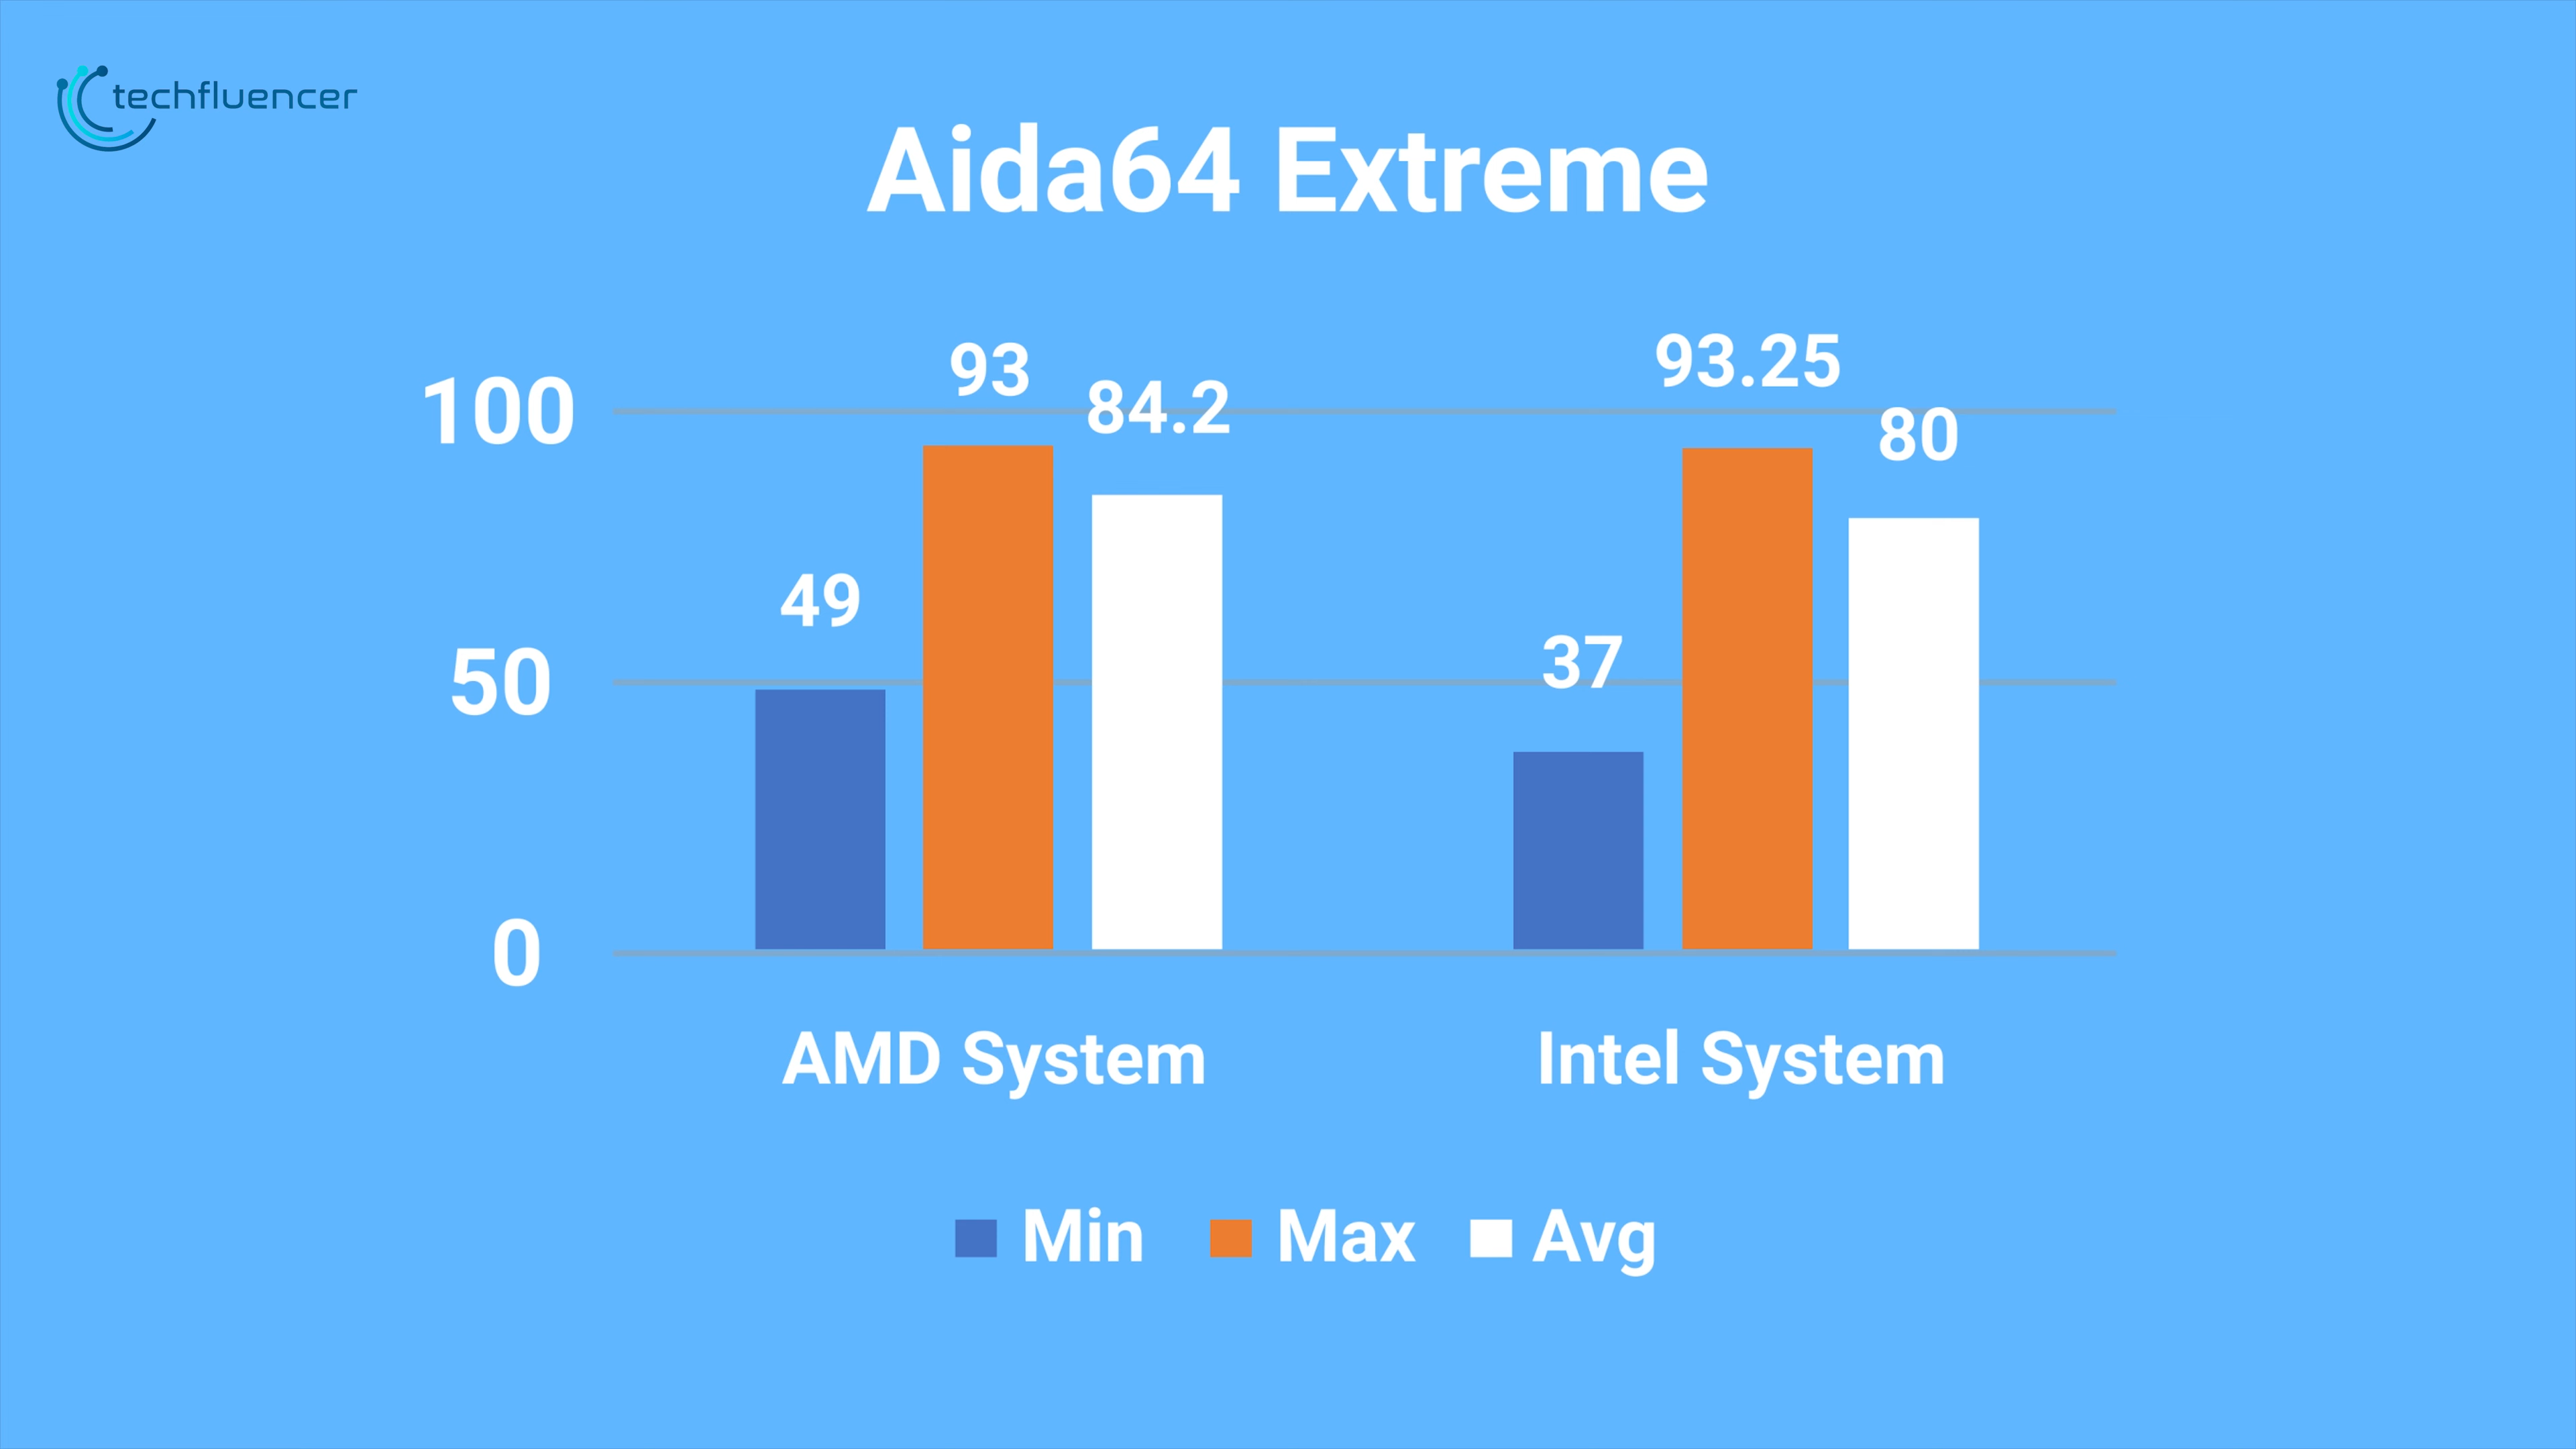 techfluencer
Aida64 Extreme
100
50
0
49
93
84.2
37
93.25
80
AMD System
Intel System
Min
Max
Avg